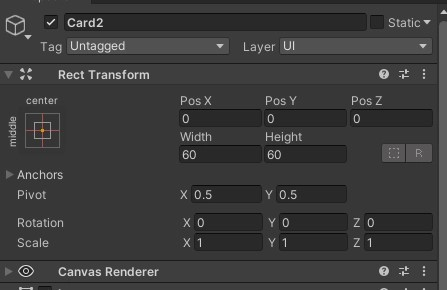 Card2 Static
Tag Untagged Layer UI
Rect Transform
center
middle
Pos X Pos Y Pos Z
0 0 0
Width Height
60 60
R
Anchors
Pivot X 0.5 Y 0.5
Rotation X 0 Y 0 Z 0
Scale X 1 Y 1 Z 1
Canvas Renderer